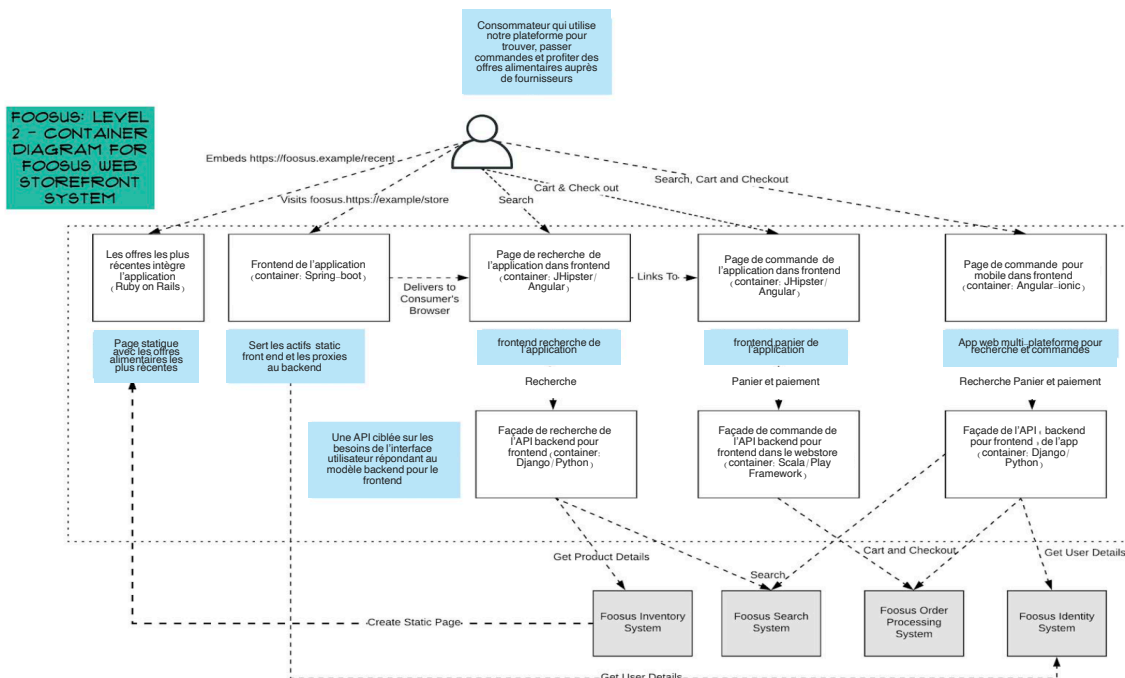 Consommateur qui utilise
notre plateforme pour
trouver, passer
commandes et profiter des
offres alimentaires auprès
de fournisseurs
FOOSUS: LEVEL
2 - CONTAINER
DIAGRAM FOR
FOOSUS WEB
STOREFRONT
SYSTEM
Embeds https://foosus.example/recent
Visits foosus.https://example/store
Search
Cart & Check out
Search, Cart and Checkout
Les offres les plus
récentes intègre
l'application
(Ruby on Rails)
Frontend de l'application
(container: Spring-boot)
Delivers to
Consumer's
Browser
Page de recherche de
l'application dans frontend
(container: JHipster/
Angular)
Links To
Page de commande de
l'application dans frontend
(container: JHipster/
Angular)
Page de commande pour
mobile dans frontend
(container: Angular-ionic)
Page statique
avec les offres
alimentaires les
plus récentes
Sert les actifs static
front end et les proxies
au backend
frontend recherche de
l'application
frontend panier de
l'application
App web multi-plateforme pour
recherche et commandes
Recherche
Panier et paiement
Recherche Panier et paiement
Une API ciblée sur les
besoins de l'interface
utilisateur répondant au
modèle backend pour le
frontend
Façade de recherche de
l'API backend pour
frontend (container:
Django/Python)
Façade de commande de
l'API backend pour
frontend dans le webstore
(container: Scala/Play
Framework)
Façade de l'API « backend
pour frontend » de l'app
(container: Django/
Python)
Get Product Details
Search
Cart and Checkout
Get User Details
Foosus Inventory
System
Foosus Search
System
Foosus Order
Processing
System
Foosus Identity
System
Create Static Page
Get User Details